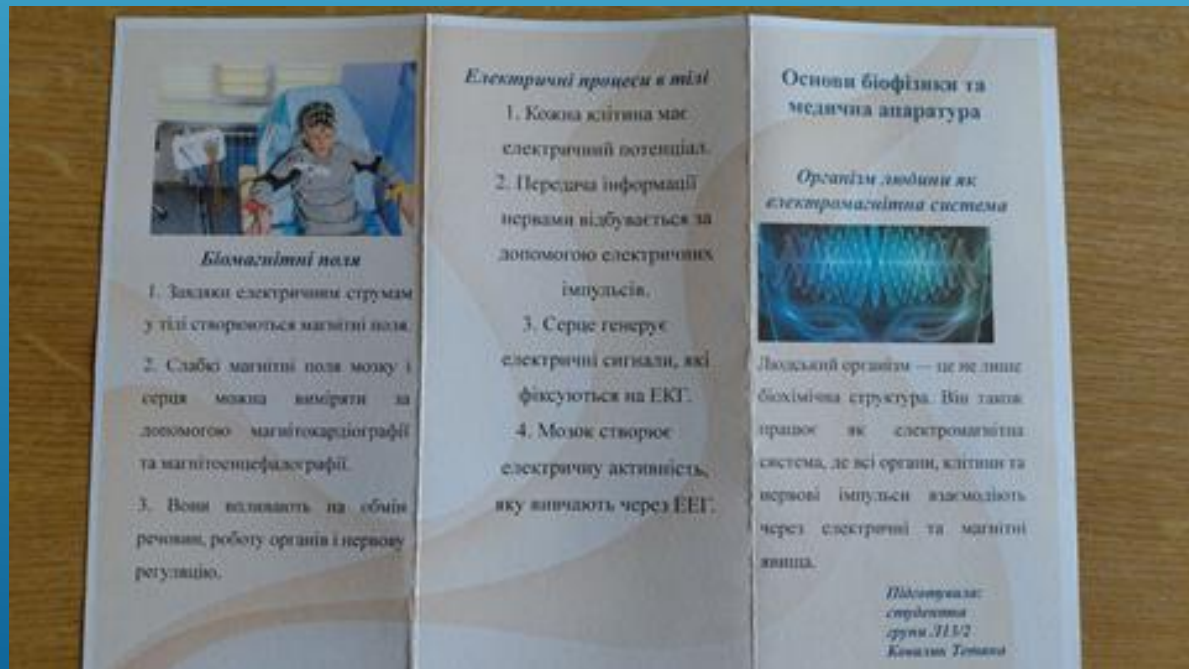 Біомагнітні поля
1. Завдяки електричним струмам
у тілі створюються магнітні поля.
2. Слабкі магнітні поля мозку і
серця можна виміряти за
допомогою магнітокардіографії
та магнітоенцефалографії.
3. Вони впливають на обмін
речовин, роботу органів і нервову
регуляцію.
Електричні процеси в тілі
1. Кожна клітина має
електричний потенціал.
2. Передача інформації
нервами відбувається за
допомогою електричних
імпульсів.
3. Серце генерує
електричні сигнали, які
фіксуються на ЕКГ.
4. Мозок створює
електричну активність,
яку вивчають через ЕЕГ.
Основи біофізики та
медична апаратура
Організм людини як
електромагнітна система
Людський організм — це не лише
біохімічна структура. Він також
працює як електромагнітна
система, де всі органи, клітини та
нервові імпульси взаємодіють
через електричні та магнітні
явища.
Підготувала:
студентка
групи Л13/2
Ковалик Тетяна